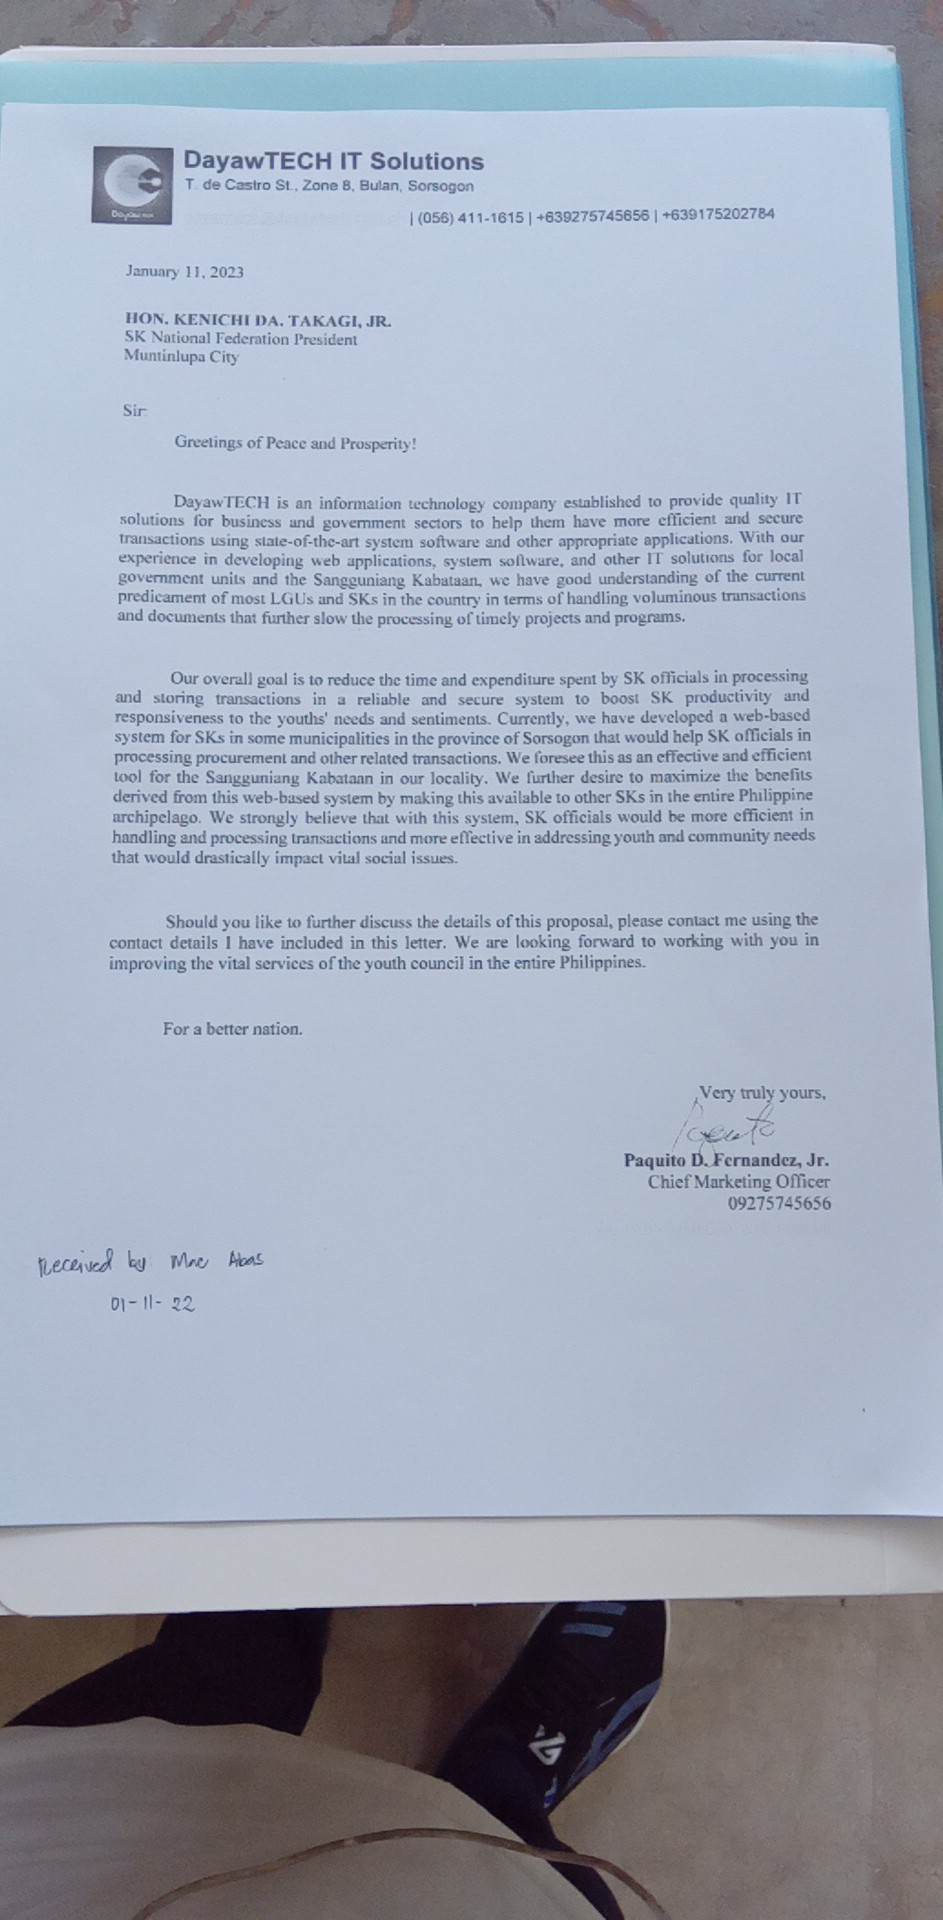 DayawTECH IT Solutions
T. de Castro St., Zone 8, Bulan, Sorsogon
| (056) 411-1615 | +639275745656 | +639175202784
January 11, 2023
HON. KENICHI DA. TAKAGI, JR.
SK National Federation President
Muntinlupa City
Sir:
Greetings of Peace and Prosperity!
DayawTECH is an information technology company established to provide quality IT
solutions for business and government sectors to help them have more efficient and secure
transactions using state-of-the-art system software and other appropriate applications. With our
experience in developing web applications, system software, and other IT solutions for local
government units and the Sangguniang Kabataan, we have good understanding of the current
predicament of most LGUs and SKs in the country in terms of handling voluminous transactions
and documents that further slow the processing of timely projects and programs.
Our overall goal is to reduce the time and expenditure spent by SK officials in processing
and storing transactions in a reliable and secure system to boost SK productivity and
responsiveness to the youths' needs and sentiments. Currently, we have developed a web-based
system for SKs in some municipalities in the province of Sorsogon that would help SK officials in
processing procurement and other related transactions. We foresee this as an effective and efficient
tool for the Sangguniang Kabataan in our locality. We further desire to maximize the benefits
derived from this web-based system by making this available to other SKs in the entire Philippine
archipelago. We strongly believe that with this system, SK officials would be more efficient in
handling and processing transactions and more effective in addressing youth and community needs
that would drastically impact vital social issues.
Should you like to further discuss the details of this proposal, please contact me using the
contact details I have included in this letter. We are looking forward to working with you in
improving the vital services of the youth council in the entire Philippines.
For a better nation.
Very truly yours,
Paquito D. Fernandez, Jr.
Chief Marketing Officer
09275745656
Received by Mac Abas
01-11-22